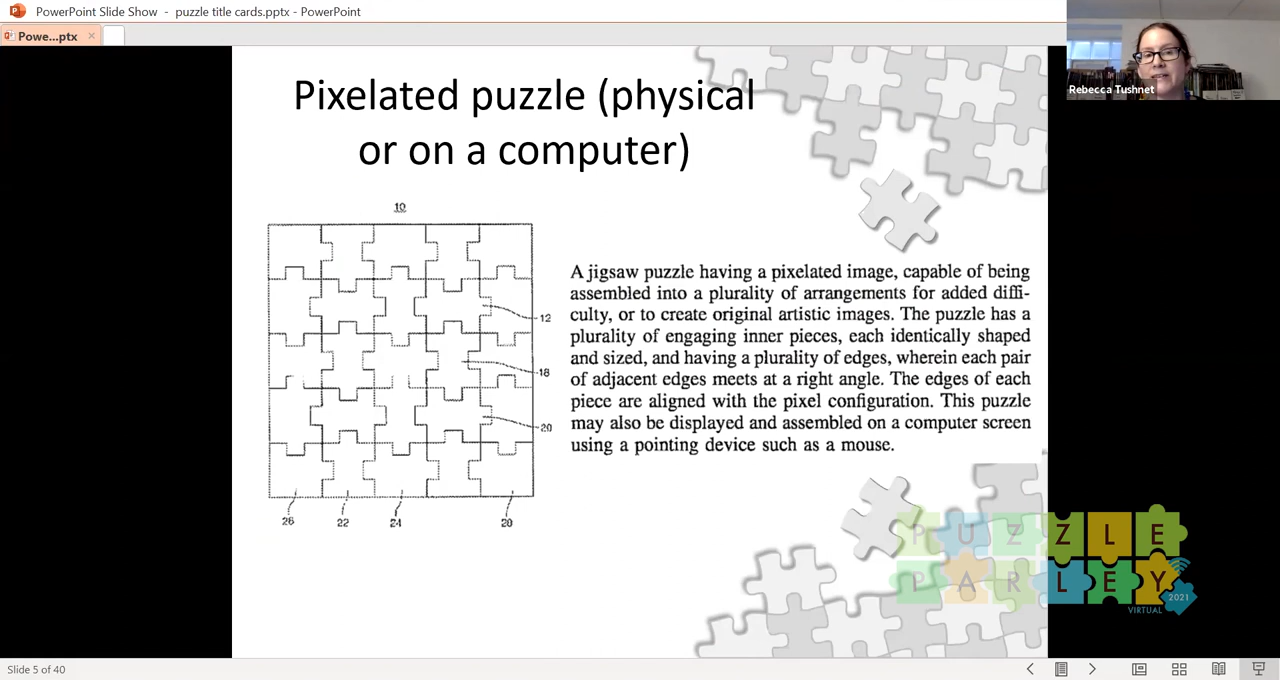 PowerPoint Slide Show - puzzle title cards.pptx - PowerPoint
Powe...ptx
Rebecca Tushnet
Pixelated puzzle (physical
or on a computer)
10
12
18
20
26
22
24
28
A jigsaw puzzle having a pixelated image, capable of being
assembled into a plurality of arrangements for added diffi-
culty, or to create original artistic images. The puzzle has a
plurality of engaging inner pieces, each identically shaped
and sized, and having a plurality of edges, wherein each pair
of adjacent edges meets at a right angle. The edges of each
piece are aligned with the pixel configuration. This puzzle
may also be displayed and assembled on a computer screen
using a pointing device such as a mouse.
PUZZLE
PARLEY
VIRTUAL 2021
Slide 5 of 40